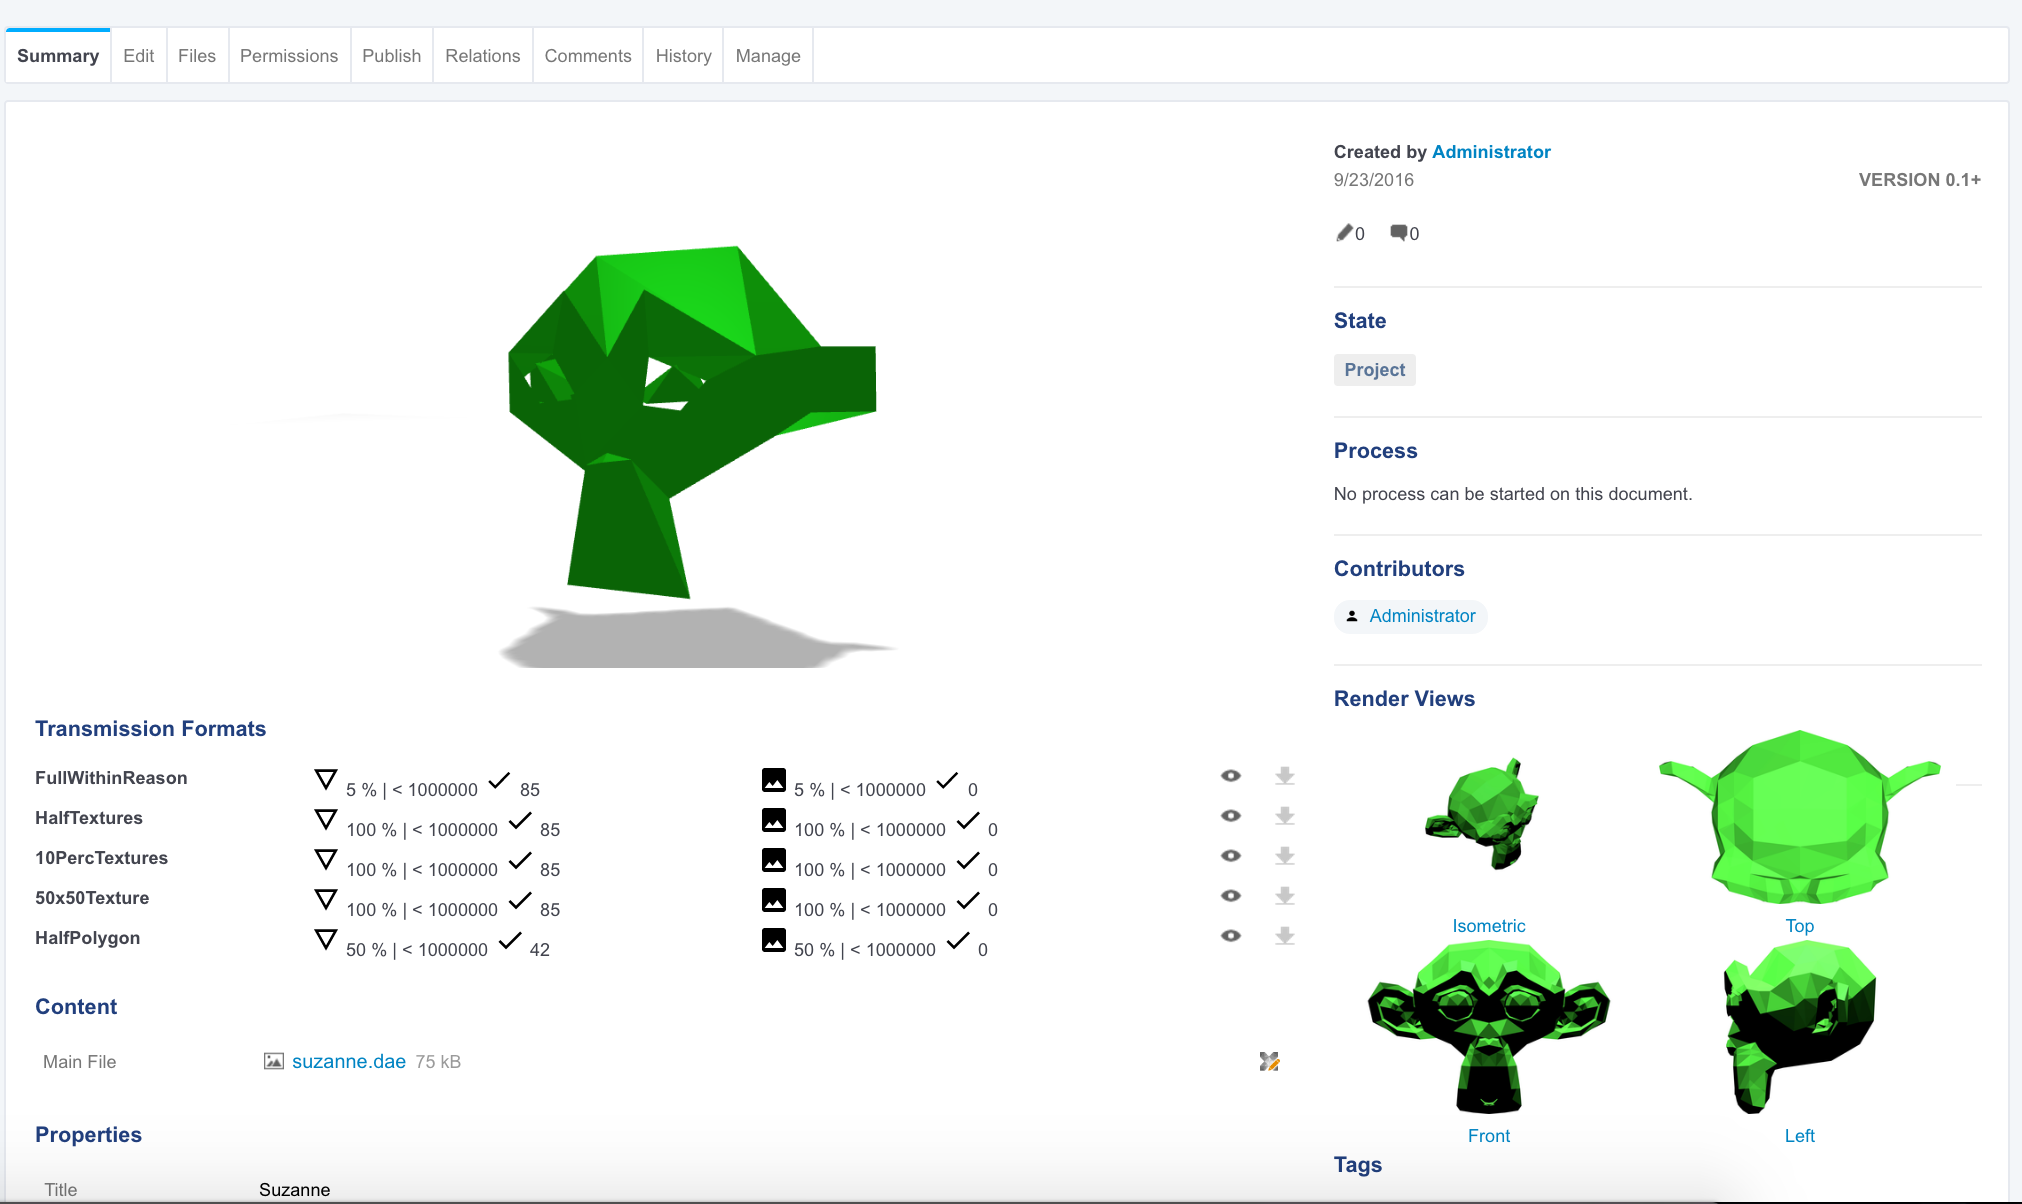 Summary Edit Files Permissions Publish Relations Comments History Manage
Created by Administrator
9/23/2016
VERSION 0.1+
0 0
State
Project
Process
No process can be started on this document.
Contributors
Administrator
Render Views
Isometric
Top
Front
Left
Tags
Transmission Formats
FullWithinReason 5 % | < 1000000 85 5 % | < 1000000 0
HalfTextures 100 % | < 1000000 85 100 % | < 1000000 0
10PercTextures 100 % | < 1000000 85 100 % | < 1000000 0
50x50Texture 100 % | < 1000000 85 100 % | < 1000000 0
HalfPolygon 50 % | < 1000000 42 50 % | < 1000000 0
Content
Main File suzanne.dae 75 kB
Properties
Title Suzanne